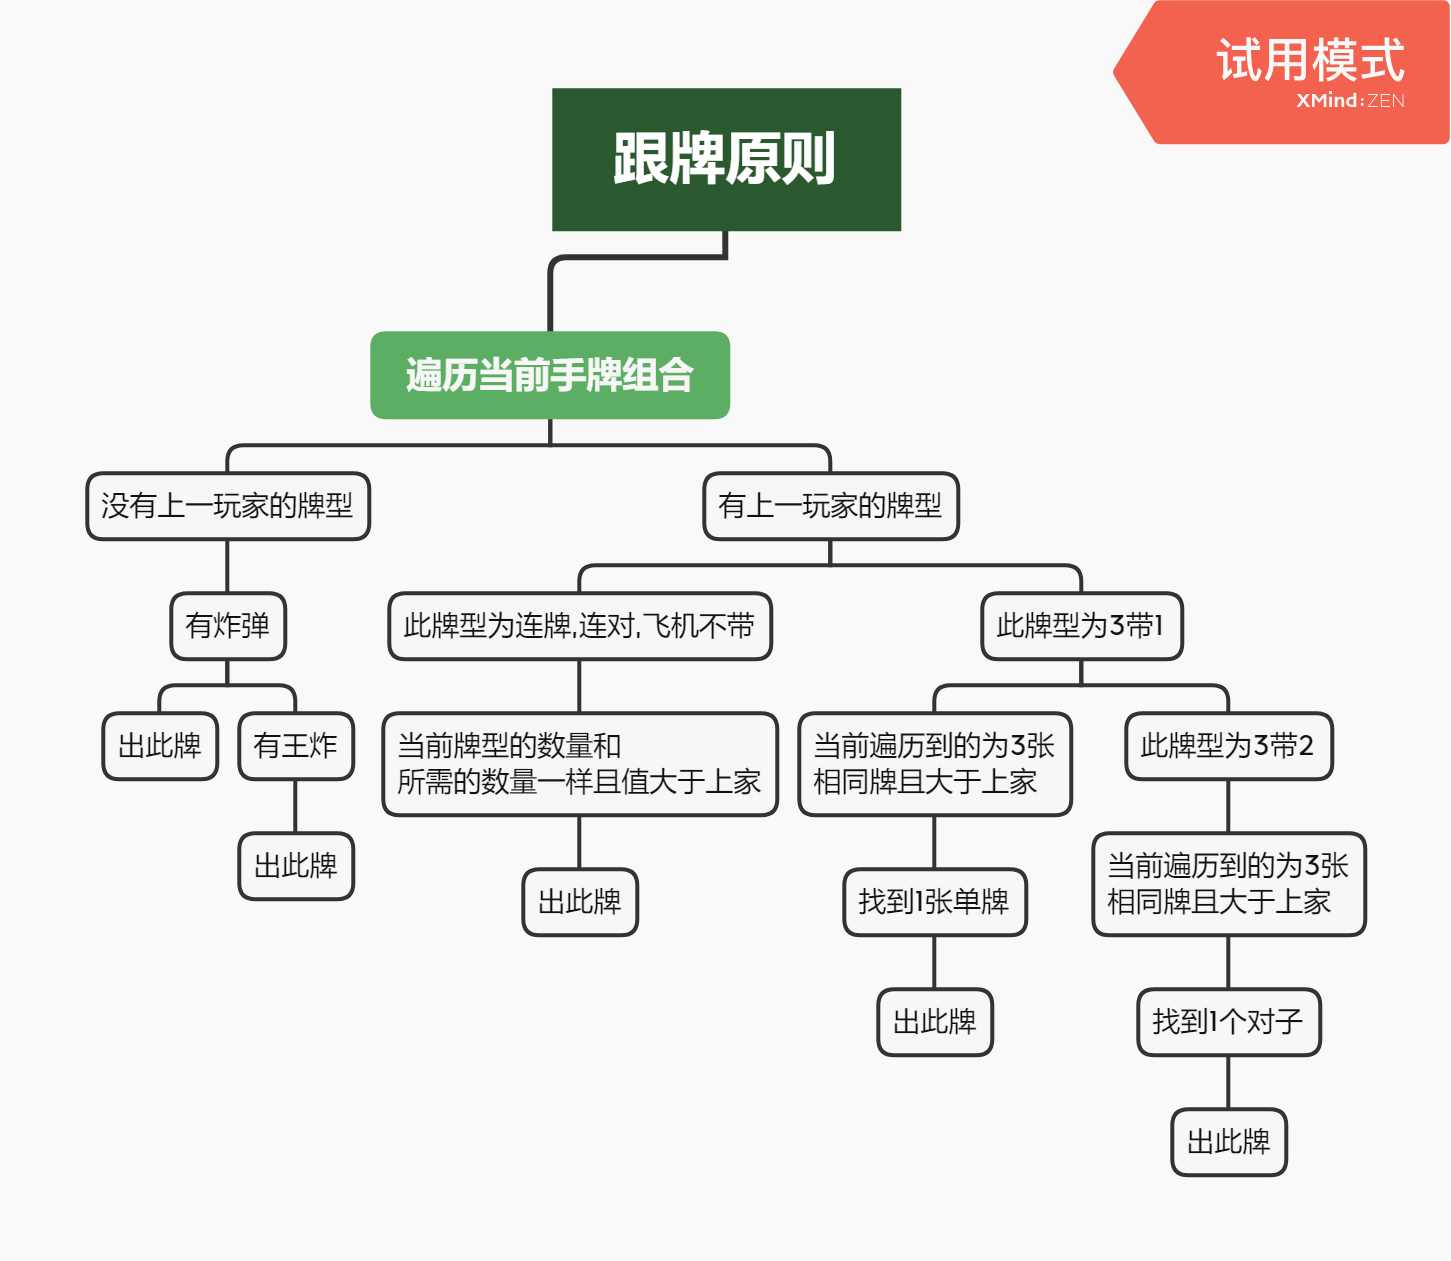 试用模式
XMind:ZEN
跟牌原则
遍历当前手牌组合
没有上一玩家的牌型
有上一玩家的牌型
有炸弹
此牌型为连牌,连对,飞机不带
此牌型为3带1
出此牌
有王炸
当前牌型的数量和
所需的数量一样且值大于上家
当前遍历到的为3张
相同牌且大于上家
此牌型为3带2
出此牌
出此牌
找到1张单牌
当前遍历到的为3张
相同牌且大于上家
出此牌
找到1个对子
出此牌